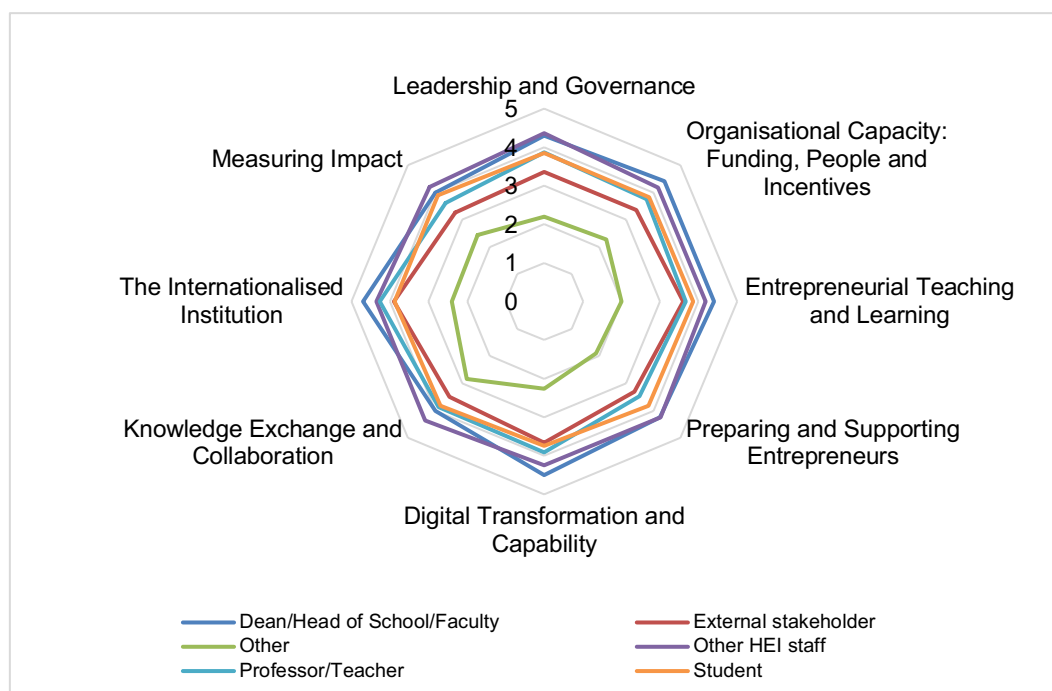 Leadership and Governance
5
4
3
2
1
0
Organisational Capacity:
Funding, People and
Incentives
Measuring Impact
The Internationalised
Institution
Entrepreneurial Teaching
and Learning
Knowledge Exchange and
Collaboration
Preparing and Supporting
Entrepreneurs
Digital Transformation and
Capability
Dean/Head of School/Faculty
External stakeholder
Other
Other HEI staff
Professor/Teacher
Student